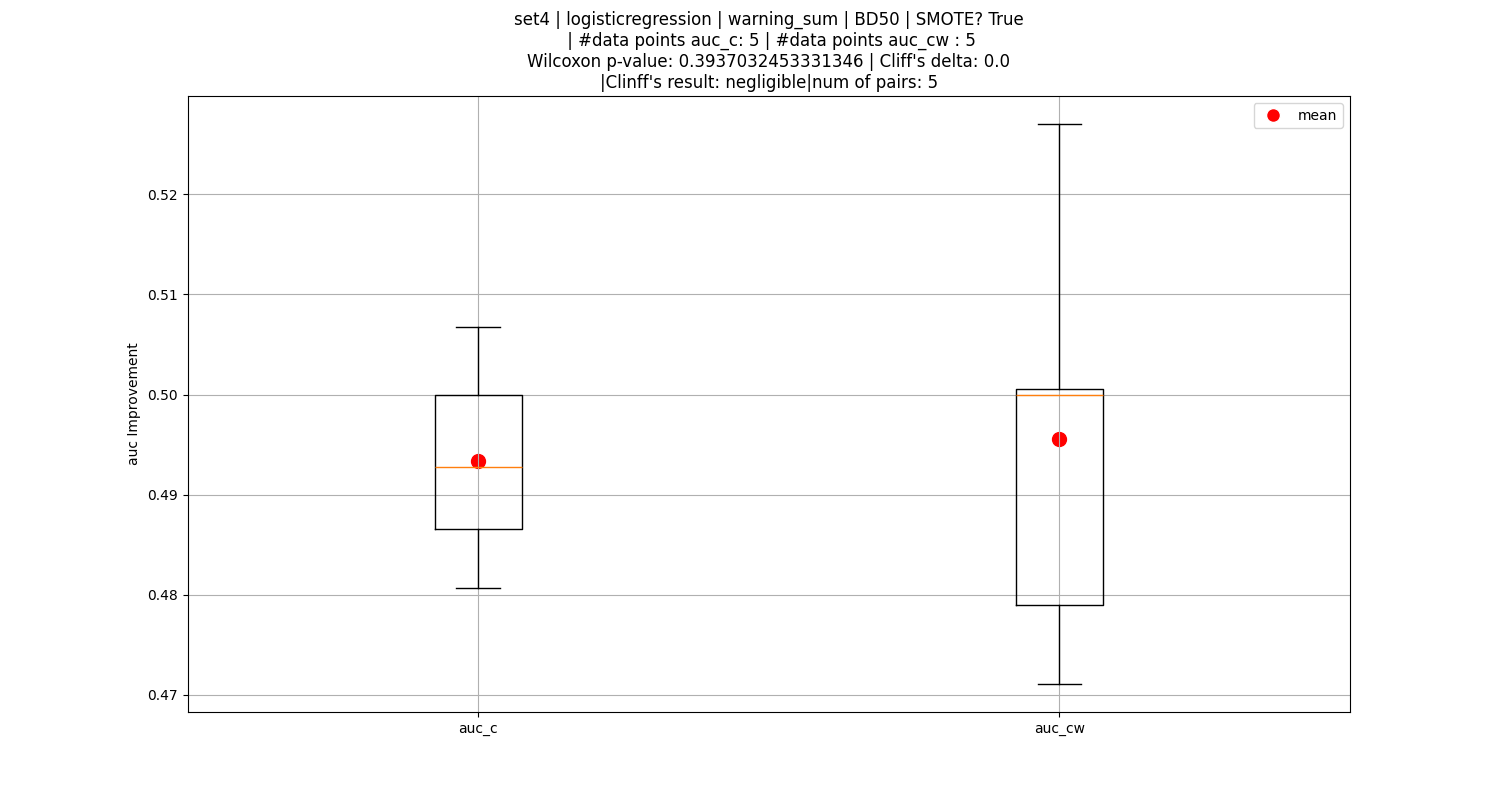 set4 | logisticregression | warning_sum | BD50 | SMOTE? True
| #data points auc_c: 5 | #data points auc_cw : 5
Wilcoxon p-value: 0.3937032453331346 | Cliff's delta: 0.0
|Clinff's result: negligible|num of pairs: 5
mean
0.52
0.51
0.50
0.49
0.48
0.47
auc Improvement
auc_c
auc_cw